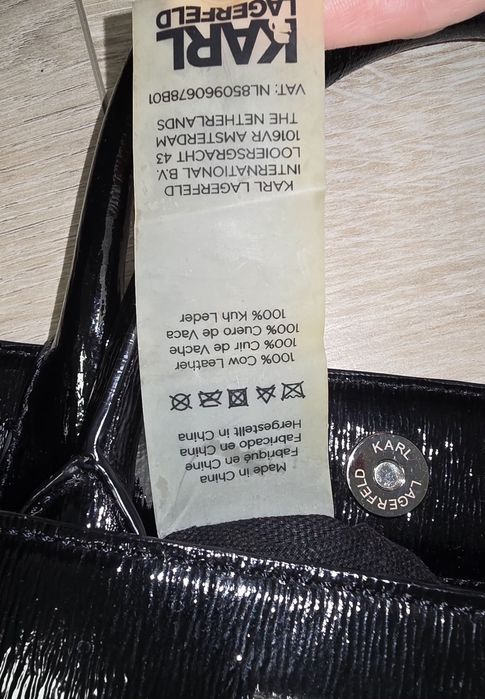 Made in China
Fabriqué en Chine
Fabricado en China
Hergestellt in China
100% Cow Leather
100% Cuir de Vache
100% Cuero de Vaca
100% Kuh Leder
KARL LAGERFELD
INTERNATIONAL B.V.
LOOIERSGRACHT 43
1016VR AMSTERDAM
THE NETHERLANDS
VAT: NL850960678B01
KARL
LAGERFELD
KARL
LAGERFELD